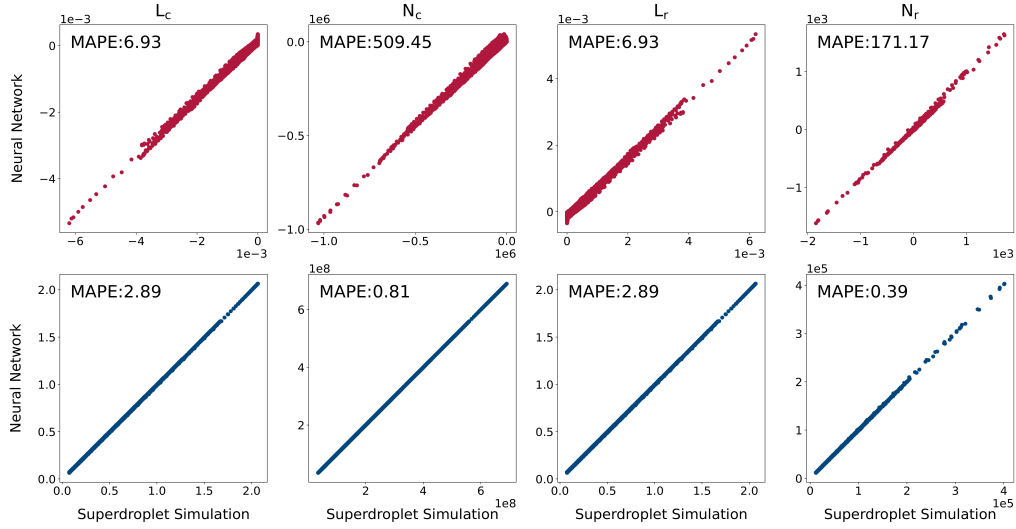 L_c N_c L_r N_r
1e−3 1e6 1e−3 1e3
MAPE:6.93 MAPE:509.45 MAPE:6.93 MAPE:171.17
Neural Network
0 −2 −4
0.0 −0.5 −1.0
4 2 0
1 0 −1
−6 −4 −2 0
−1.0 −0.5 0.0
0 2 4 6
−2 −1 0 1
1e−3 1e6 1e−3 1e3
1e8 1e5
MAPE:2.89 MAPE:0.81 MAPE:2.89 MAPE:0.39
Neural Network
2.0 1.5 1.0 0.5 0.0
6 4 2
2.0 1.5 1.0 0.5 0.0
4 3 2 1 0
0.0 0.5 1.0 1.5 2.0
2 4 6
0.0 0.5 1.0 1.5 2.0
0 1 2 3 4
1e8 1e5
Superdroplet Simulation Superdroplet Simulation Superdroplet Simulation Superdroplet Simulation